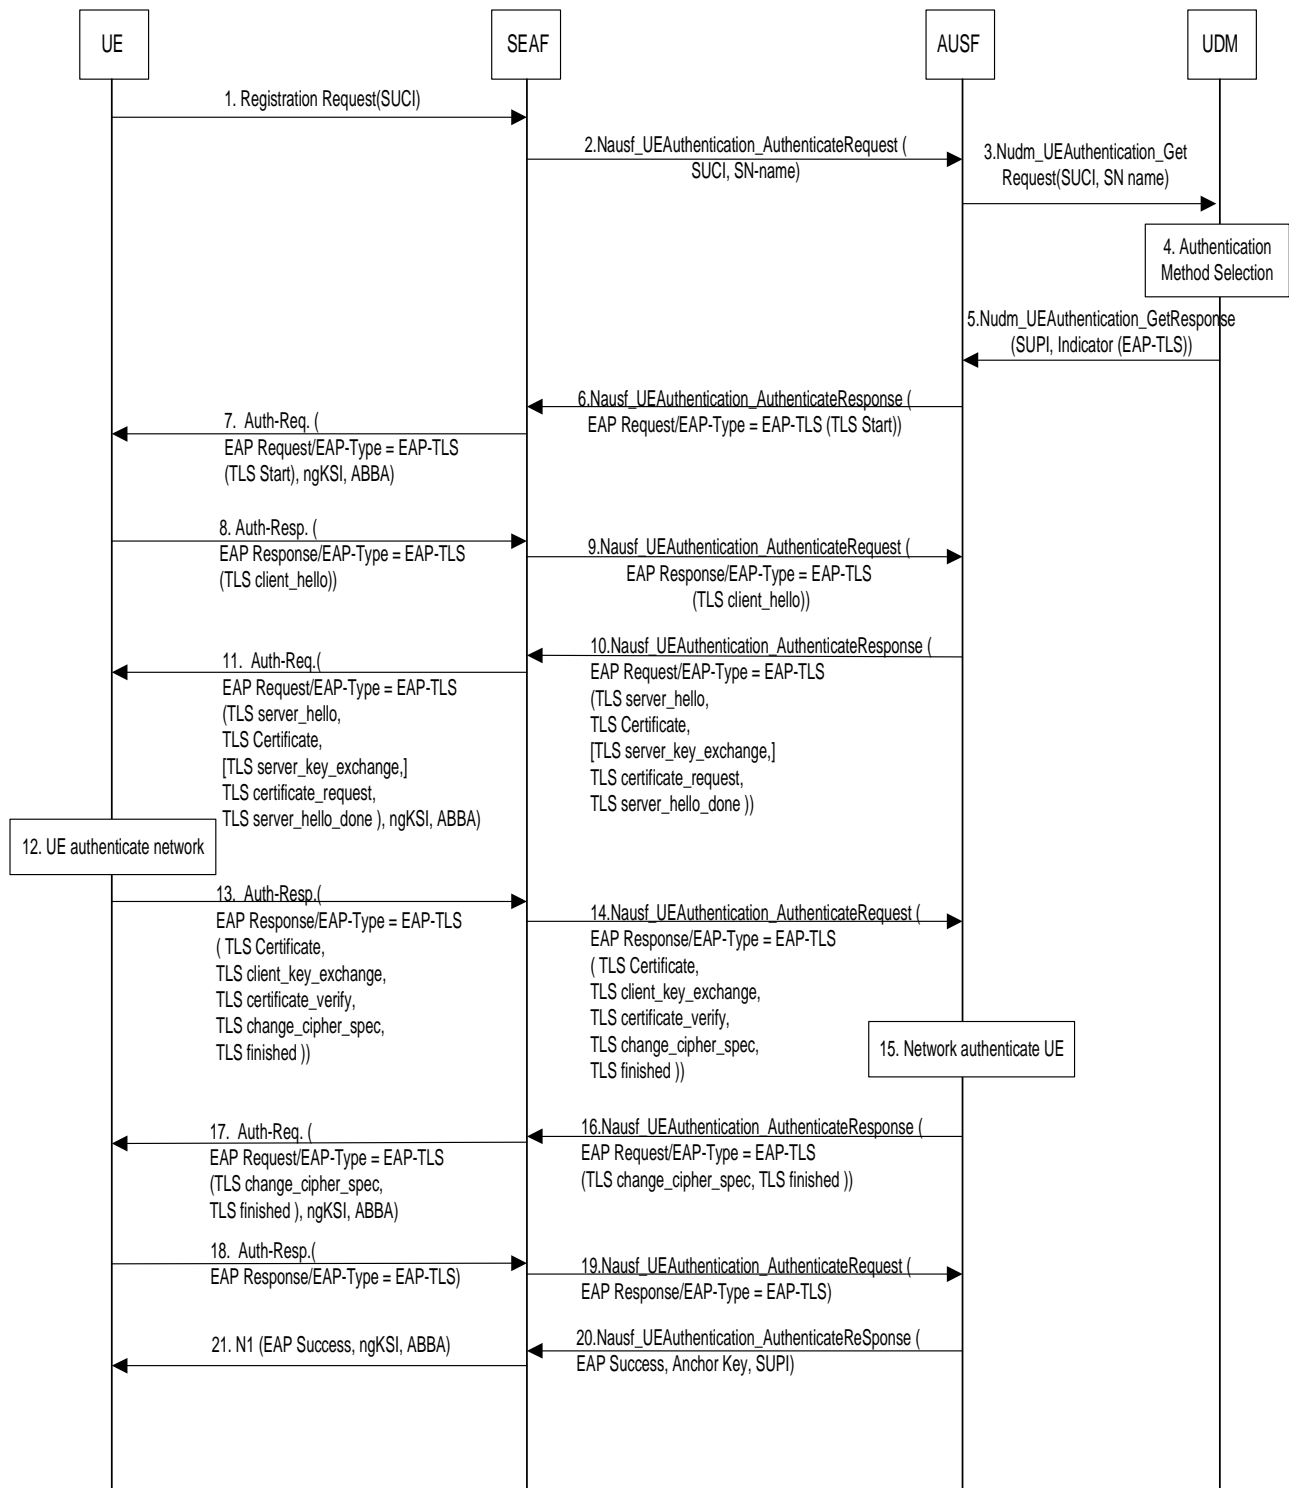 UE
SEAF
AUSF
UDM
1. Registration Request(SUCI)
2.Nausf_UEAuthentication_AuthenticateRequest (
SUCI, SN-name)
3.Nudm_UEAuthentication_Get
Request(SUCI, SN name)
4. Authentication
Method Selection
5.Nudm_UEAuthentication_GetResponse
(SUPI, Indicator (EAP-TLS))
6.Nausf_UEAuthentication_AuthenticateResponse (
EAP Request/EAP-Type = EAP-TLS (TLS Start))
7.  Auth-Req. (
EAP Request/EAP-Type = EAP-TLS
(TLS Start), ngKSI, ABBA)
8. Auth-Resp. (
EAP Response/EAP-Type = EAP-TLS
(TLS client_hello))
9.Nausf_UEAuthentication_AuthenticateRequest (
EAP Response/EAP-Type = EAP-TLS
(TLS client_hello))
10.Nausf_UEAuthentication_AuthenticateResponse (
EAP Request/EAP-Type = EAP-TLS
(TLS server_hello,
TLS Certificate,
[TLS server_key_exchange,]
TLS certificate_request,
TLS server_hello_done ))
11.  Auth-Req.(
EAP Request/EAP-Type = EAP-TLS
(TLS server_hello,
TLS Certificate,
[TLS server_key_exchange,]
TLS certificate_request,
TLS server_hello_done ), ngKSI, ABBA)
12. UE authenticate network
13.  Auth-Resp.(
EAP Response/EAP-Type = EAP-TLS
( TLS Certificate,
TLS client_key_exchange,
TLS certificate_verify,
TLS change_cipher_spec,
TLS finished ))
14.Nausf_UEAuthentication_AuthenticateRequest (
EAP Response/EAP-Type = EAP-TLS
( TLS Certificate,
TLS client_key_exchange,
TLS certificate_verify,
TLS change_cipher_spec,
TLS finished ))
15. Network authenticate UE
16.Nausf_UEAuthentication_AuthenticateResponse (
EAP Request/EAP-Type = EAP-TLS
(TLS change_cipher_spec, TLS finished ))
17.  Auth-Req. (
EAP Request/EAP-Type = EAP-TLS
(TLS change_cipher_spec,
TLS finished ), ngKSI, ABBA)
18.  Auth-Resp.(
EAP Response/EAP-Type = EAP-TLS)
19.Nausf_UEAuthentication_AuthenticateRequest (
EAP Response/EAP-Type = EAP-TLS)
20.Nausf_UEAuthentication_AuthenticateReSponse (
EAP Success, Anchor Key, SUPI)
21. N1 (EAP Success, ngKSI, ABBA)